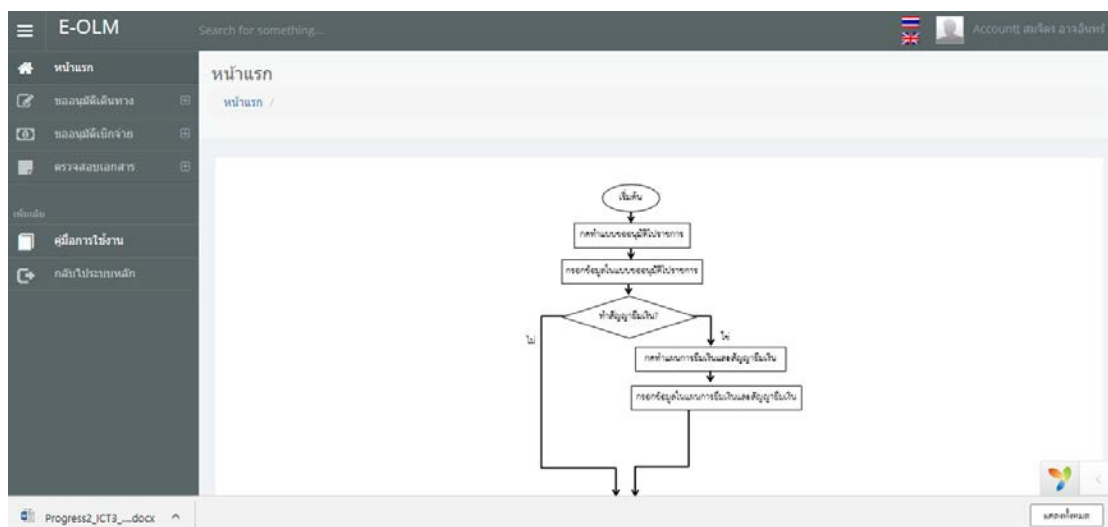 E-OLM
Search for something...
Account: สมจิตร อาจอินทร์
หน้าแรก
ขออนุมัติเดินทาง
ขออนุมัติเบิกจ่าย
ตรวจสอบเอกสาร
เพิ่มเติม
คู่มือการใช้งาน
กลับไประบบหลัก
หน้าแรก
หน้าแรก /
เริ่มต้น
กดทำแบบขออนุมัติไปราชการ
กรอกข้อมูลในแบบขออนุมัติไปราชการ
ทำสัญญายืมเงิน?
ไม่
ใช่
กดทำแผนการยืมเงินและสัญญายืมเงิน
กรอกข้อมูลในแผนการยืมเงินและสัญญายืมเงิน
Progress2_ICT3_....docx
แสดงทั้งหมด